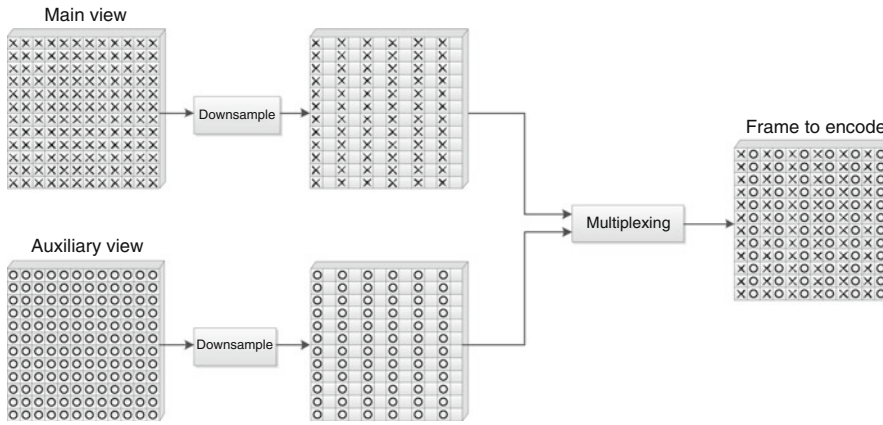 Main view
Downsample
Frame to encode
Multiplexing
Auxiliary view
Downsample